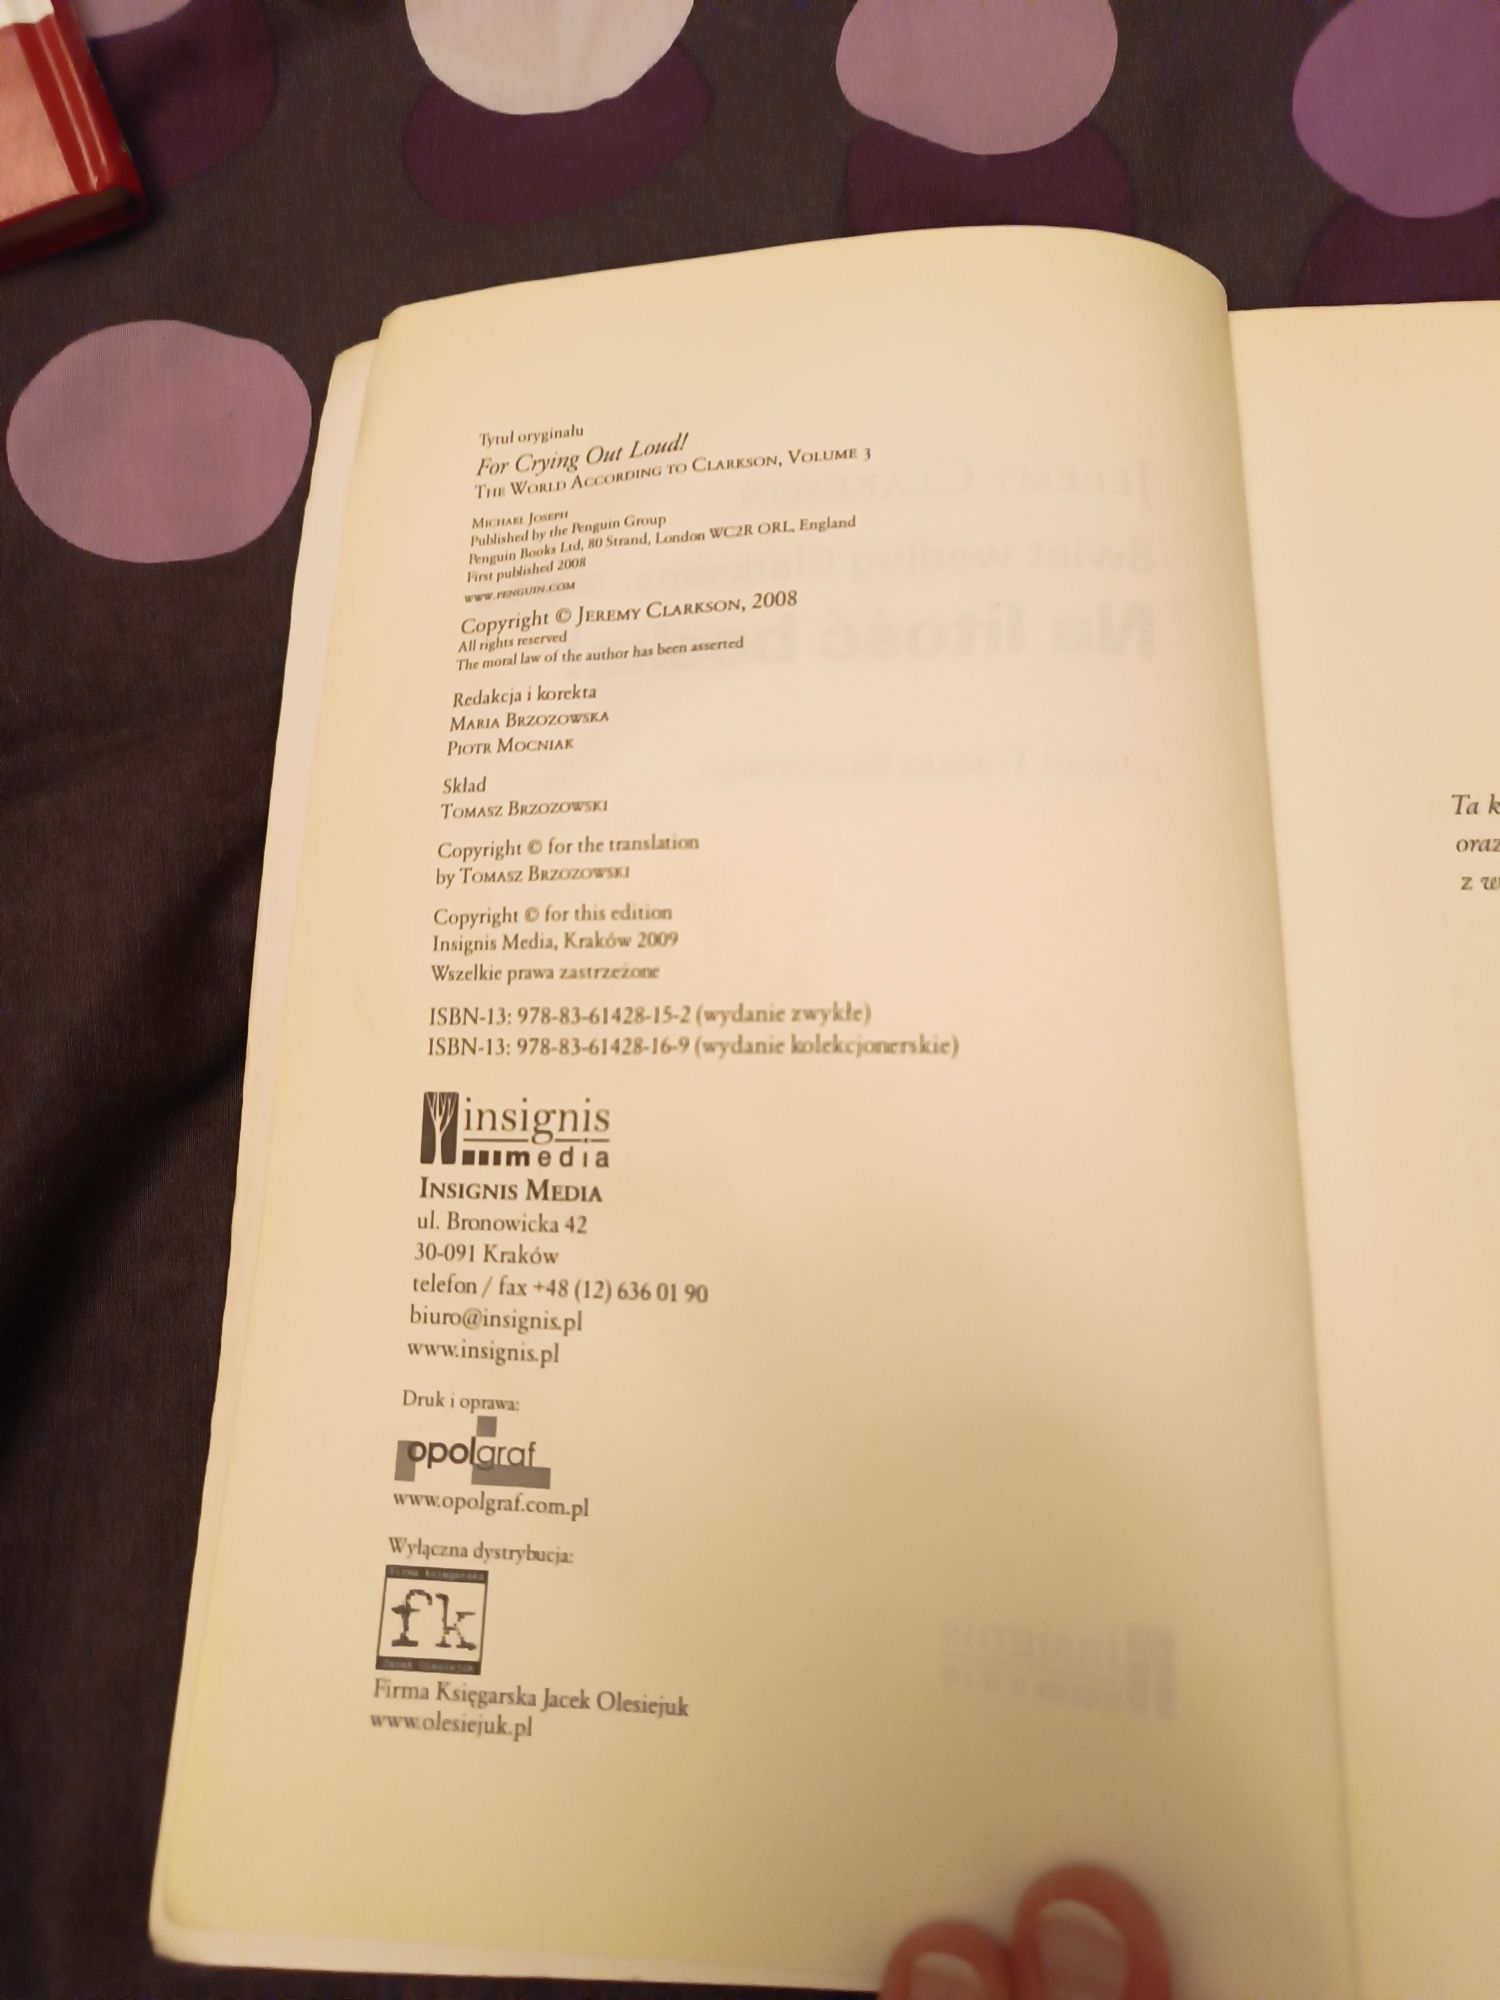 Tytuł oryginału
For Crying Out Loud!
THE WORLD ACCORDING TO CLARKSON, VOLUME 3
MICHAEL JOSEPH
Published by the Penguin Group
Penguin Books Ltd, 80 Strand, London WC2R ORL, England
First published 2008
WWW.PENGUIN.COM
Copyright © JEREMY CLARKSON, 2008
All rights reserved
The moral law of the author has been asserted
Redakcja i korekta
MARIA BRZOZOWSKA
PIOTR MOCNIAK
Skład
TOMASZ BRZOZOWSKI
Copyright © for the translation
by TOMASZ BRZOZOWSKI
Copyright © for this edition
Insignis Media, Kraków 2009
Wszelkie prawa zastrzeżone
ISBN-13: 978-83-61428-15-2 (wydanie zwykłe)
ISBN-13: 978-83-61428-16-9 (wydanie kolekcjonerskie)
insignis
media
INSIGNIS MEDIA
ul. Bronowicka 42
30-091 Kraków
telefon / fax +48 (12) 636 01 90
biuro@insignis.pl
www.insignis.pl
Druk i oprawa:
opolgraf
www.opolgraf.com.pl
Wyłączna dystrybucja:
firma księgarska
fk
Jacek Olesiejuk
Firma Księgarska Jacek Olesiejuk
www.olesiejuk.pl
Ta k
oraz
z w